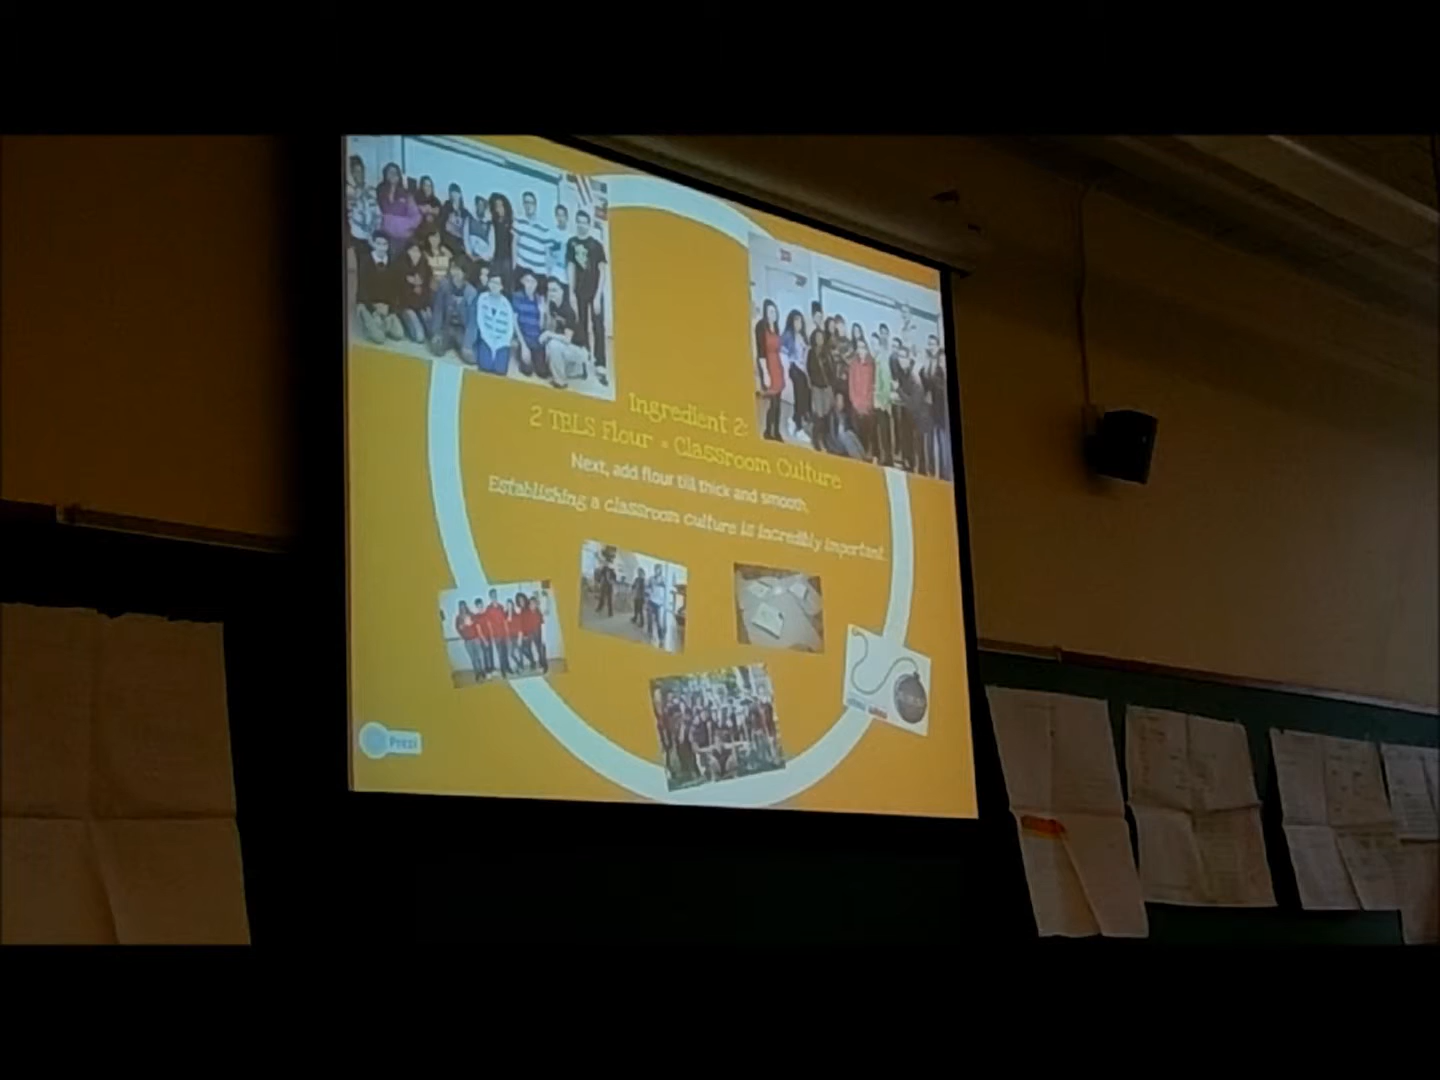 Ingredient 2:
2 TBLS Flour = Classroom Culture
Next, add flour till thick and smooth.
Establishing a classroom culture is incredibly important.
Prezi